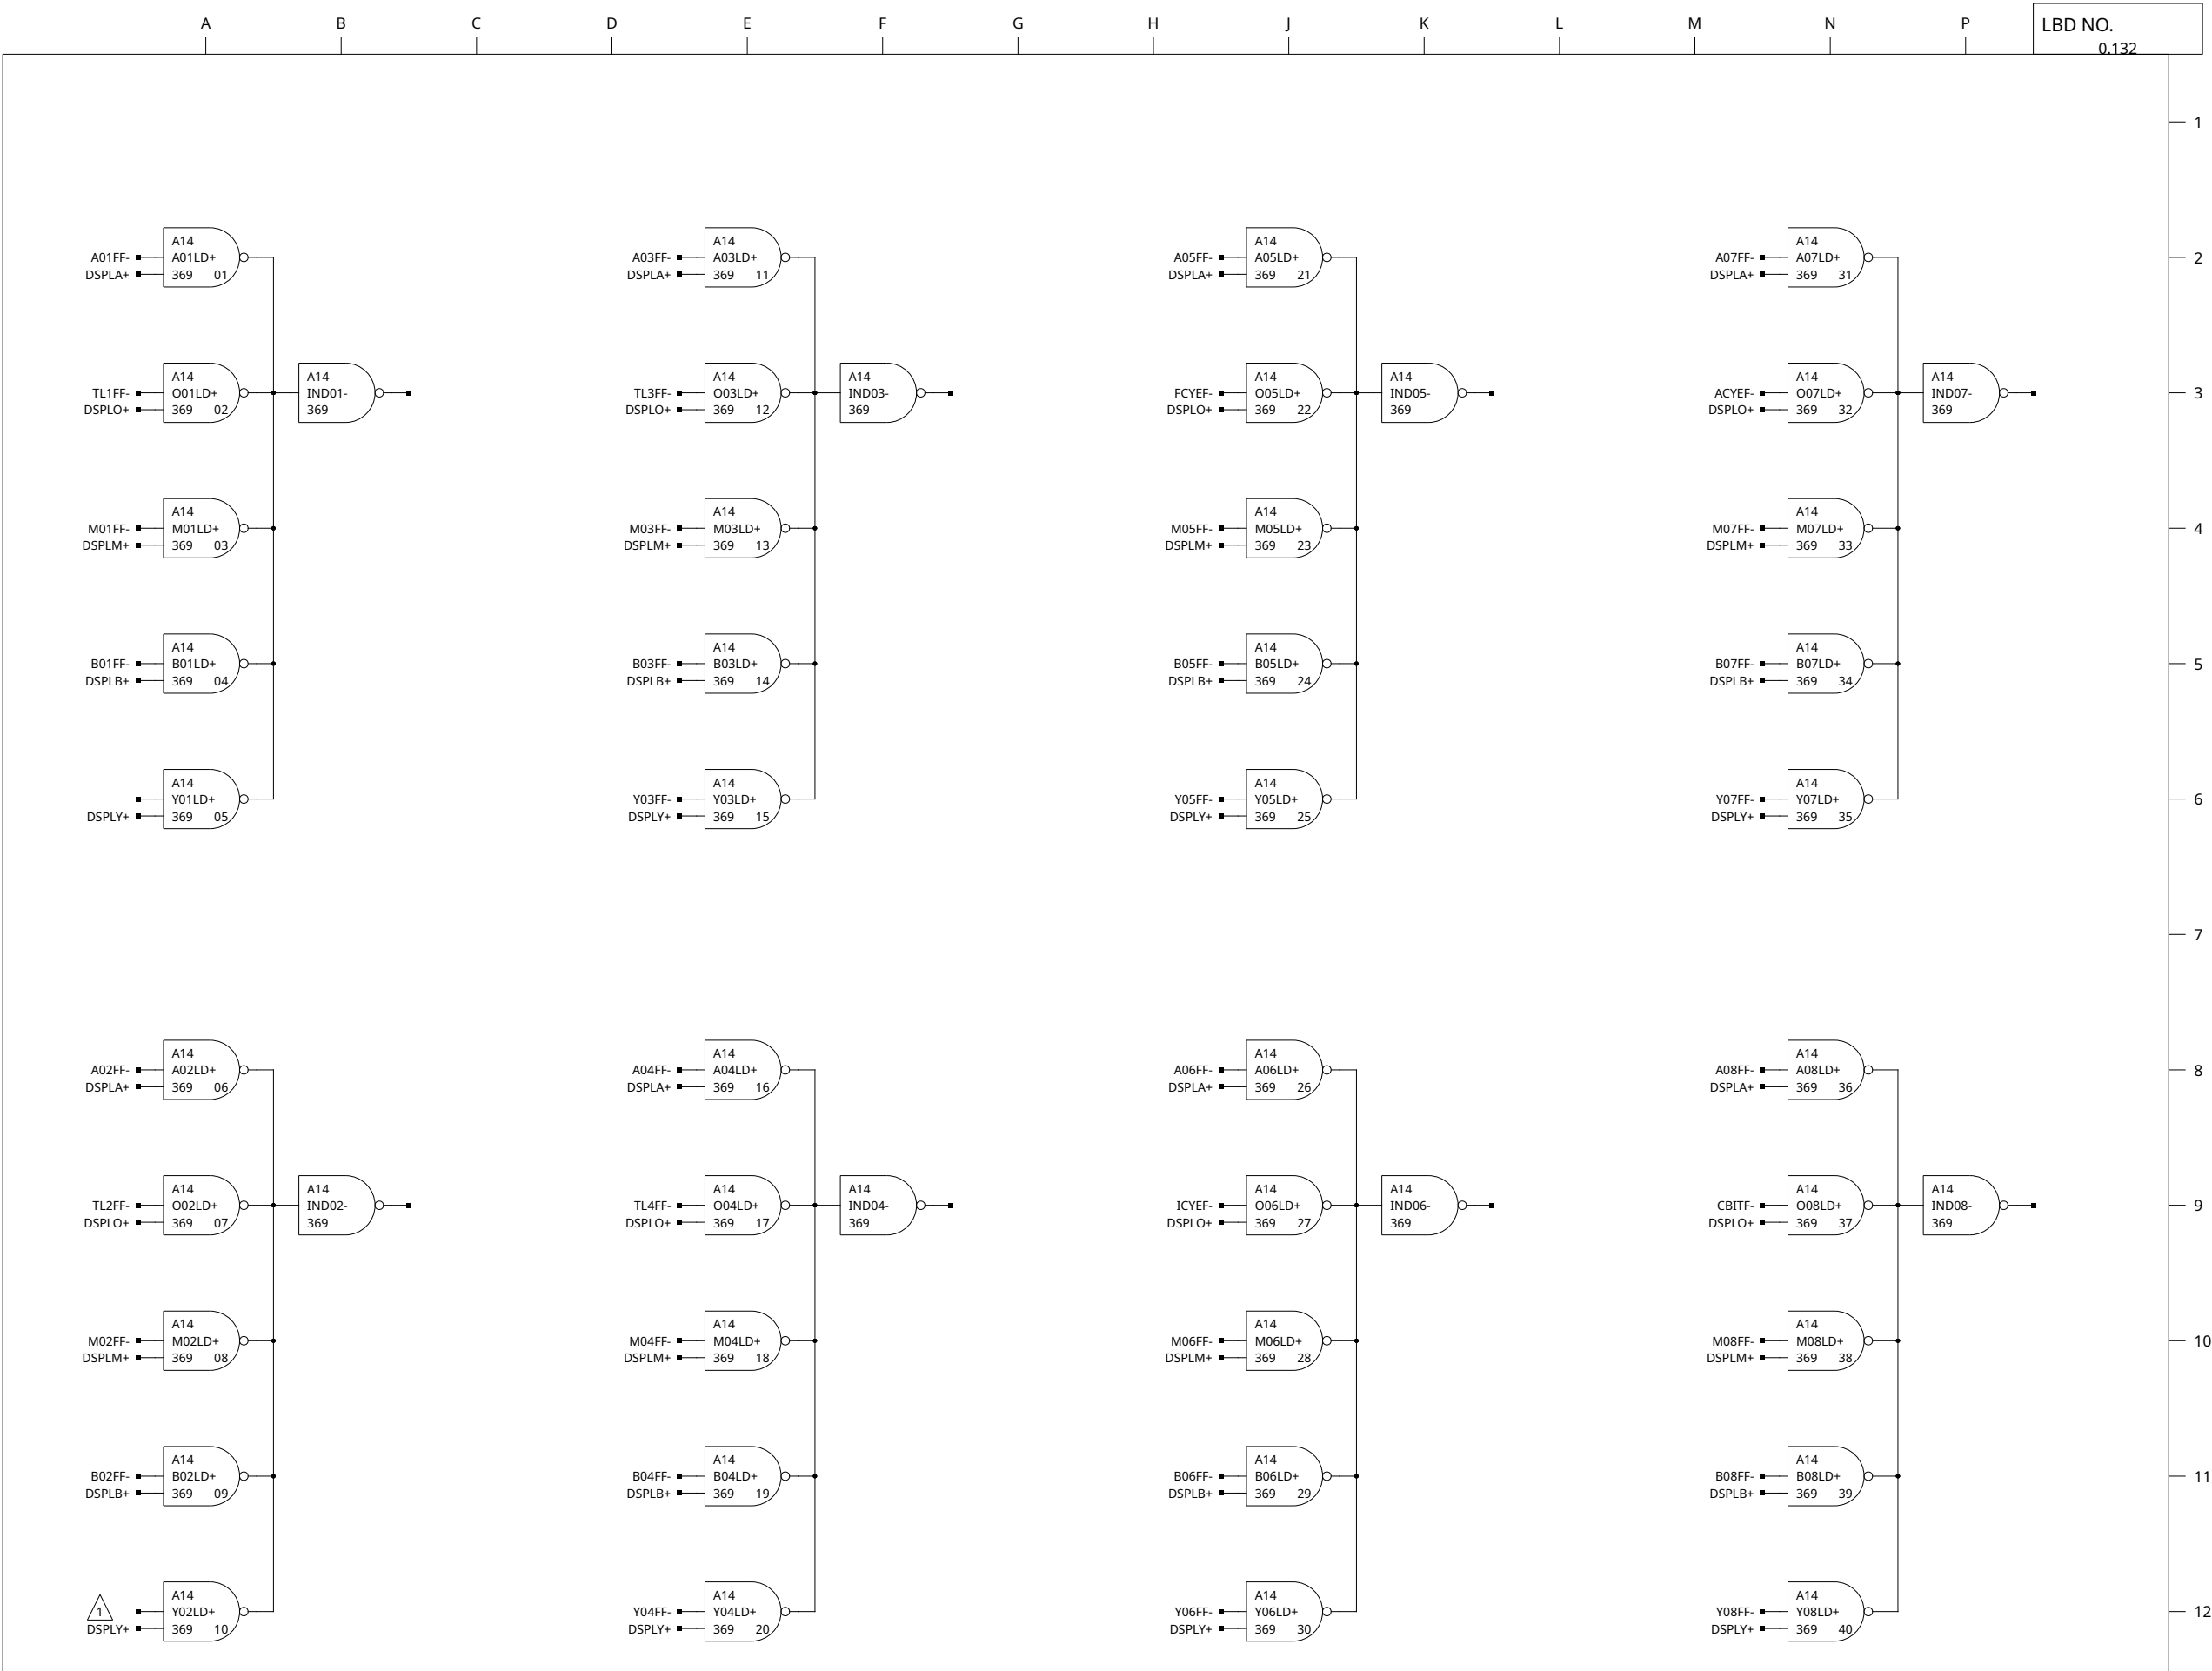 A B C D E F G H J K L M N P
LBD NO.
0.132
1
A14 A14 A14 A14
A01FF- A01LD+ A03FF- A03LD+ A05FF- A05LD+ A07FF- A07LD+ 2
DSPLA+ 369 01 DSPLA+ 369 11 DSPLA+ 369 21 DSPLA+ 369 31
A14 A14 A14 A14 A14 A14 A14 A14
TL1FF- O01LD+ IND01- TL3FF- O03LD+ IND03- FCYEF- O05LD+ IND05- ACYEF- O07LD+ IND07- 3
DSPLO+ 369 02 369 DSPLO+ 369 12 369 DSPLO+ 369 22 369 DSPLO+ 369 32 369
A14 A14 A14 A14
M01FF- M01LD+ M03FF- M03LD+ M05FF- M05LD+ M07FF- M07LD+ 4
DSPLM+ 369 03 DSPLM+ 369 13 DSPLM+ 369 23 DSPLM+ 369 33
A14 A14 A14 A14
B01FF- B01LD+ B03FF- B03LD+ B05FF- B05LD+ B07FF- B07LD+ 5
DSPLB+ 369 04 DSPLB+ 369 14 DSPLB+ 369 24 DSPLB+ 369 34
A14 A14 A14 A14
Y01LD+ Y03FF- Y03LD+ Y05FF- Y05LD+ Y07FF- Y07LD+ 6
DSPLY+ 369 05 DSPLY+ 369 15 DSPLY+ 369 25 DSPLY+ 369 35
7
A14 A14 A14 A14
A02FF- A02LD+ A04FF- A04LD+ A06FF- A06LD+ A08FF- A08LD+ 8
DSPLA+ 369 06 DSPLA+ 369 16 DSPLA+ 369 26 DSPLA+ 369 36
A14 A14 A14 A14 A14 A14 A14 A14
TL2FF- O02LD+ IND02- TL4FF- O04LD+ IND04- ICYEF- O06LD+ IND06- CBITF- O08LD+ IND08- 9
DSPLO+ 369 07 369 DSPLO+ 369 17 369 DSPLO+ 369 27 369 DSPLO+ 369 37 369
A14 A14 A14 A14
M02FF- M02LD+ M04FF- M04LD+ M06FF- M06LD+ M08FF- M08LD+ 10
DSPLM+ 369 08 DSPLM+ 369 18 DSPLM+ 369 28 DSPLM+ 369 38
A14 A14 A14 A14
B02FF- B02LD+ B04FF- B04LD+ B06FF- B06LD+ B08FF- B08LD+ 11
DSPLB+ 369 09 DSPLB+ 369 19 DSPLB+ 369 29 DSPLB+ 369 39
A14 A14 A14 A14
1 Y02LD+ Y04FF- Y04LD+ Y06FF- Y06LD+ Y08FF- Y08LD+ 12
DSPLY+ 369 10 DSPLY+ 369 20 DSPLY+ 369 30 DSPLY+ 369 40